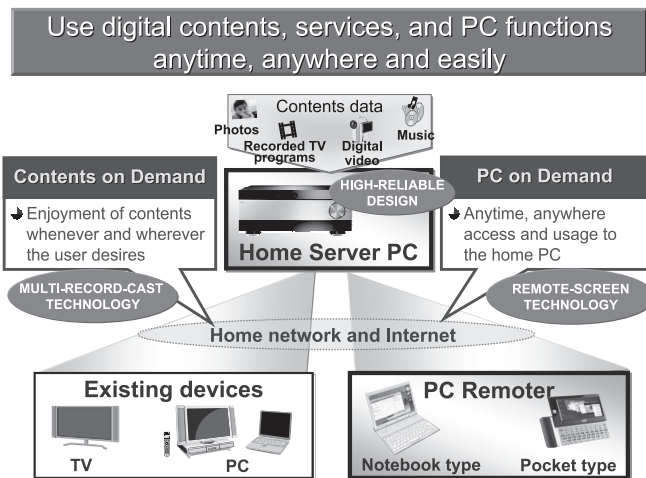 Use digital contents, services, and PC functions
anytime, anywhere and easily
Contents data
Photos
Recorded TV
programs
Digital
video
Music
Contents on Demand
Enjoyment of contents
whenever and wherever
the user desires
MULTI-RECORD-CAST
TECHNOLOGY
HIGH-RELIABLE
DESIGN
Home Server PC
PC on Demand
Anytime, anywhere
access and usage to
the home PC
REMOTE-SCREEN
TECHNOLOGY
Home network and Internet
Existing devices
TV
PC
PC Remoter
Notebook type
Pocket type